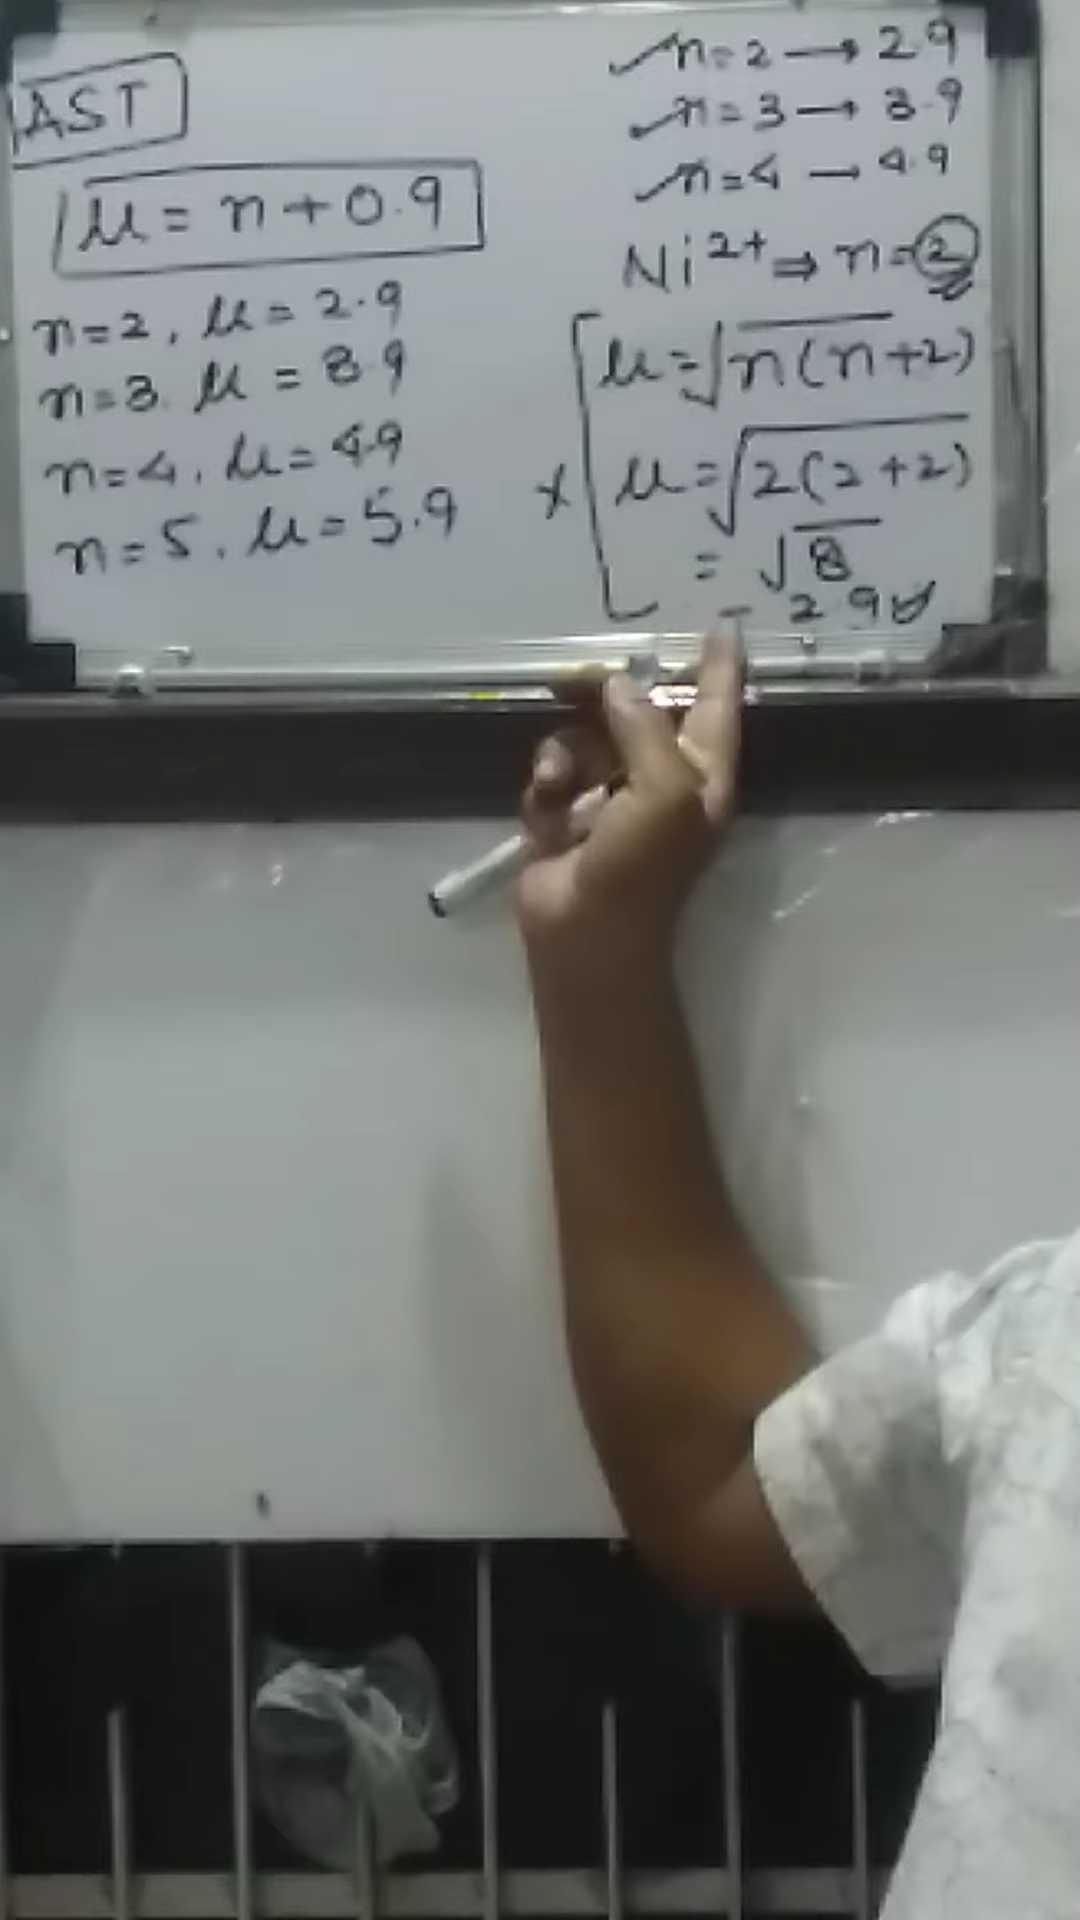 AST
μ = n + 0.9
n = 2, μ = 2.9
n = 3. μ = 3.9
n = 4, μ = 4.9
n = 5, μ = 5.9
n = 2 → 2.9
n = 3 → 3.9
n = 4 → 4.9
Ni²⁺ ⇒ n = 2
μ = √n(n+2)
x
μ = √2(2+2)
= √8
- 2.9